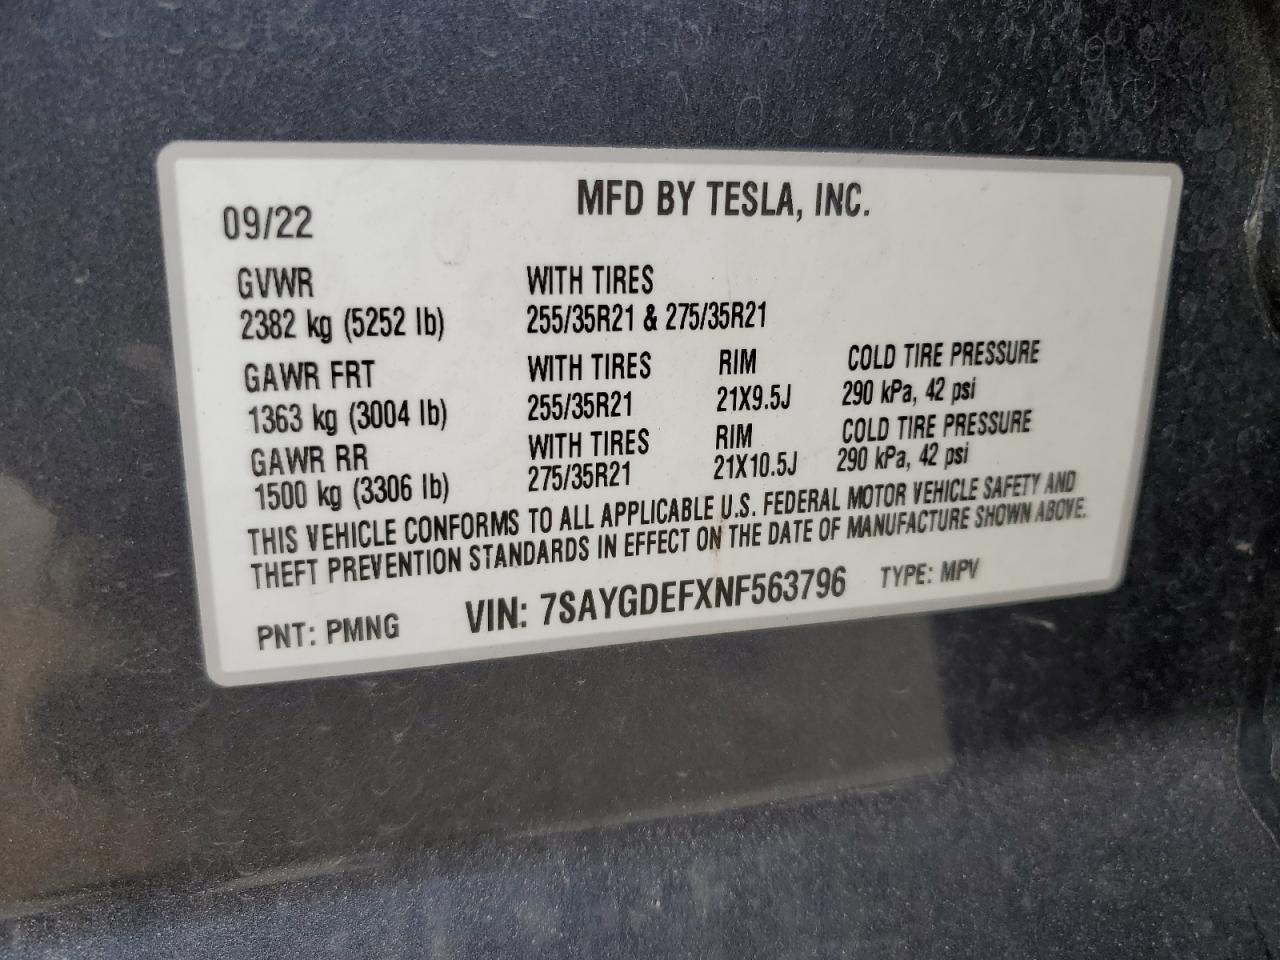 MFD BY TESLA, INC.
09/22
GVWR WITH TIRES
2382 kg (5252 lb) 255/35R21 & 275/35R21
GAWR FRT WITH TIRES RIM COLD TIRE PRESSURE
1363 kg (3004 lb) 255/35R21 21X9.5J 290 kPa, 42 psi
GAWR RR WITH TIRES RIM COLD TIRE PRESSURE
1500 kg (3306 lb) 275/35R21 21X10.5J 290 kPa, 42 psi
THIS VEHICLE CONFORMS TO ALL APPLICABLE U.S. FEDERAL MOTOR VEHICLE SAFETY AND
THEFT PREVENTION STANDARDS IN EFFECT ON THE DATE OF MANUFACTURE SHOWN ABOVE.
PNT: PMNG VIN: 7SAYGDEFXNF563796 TYPE: MPV